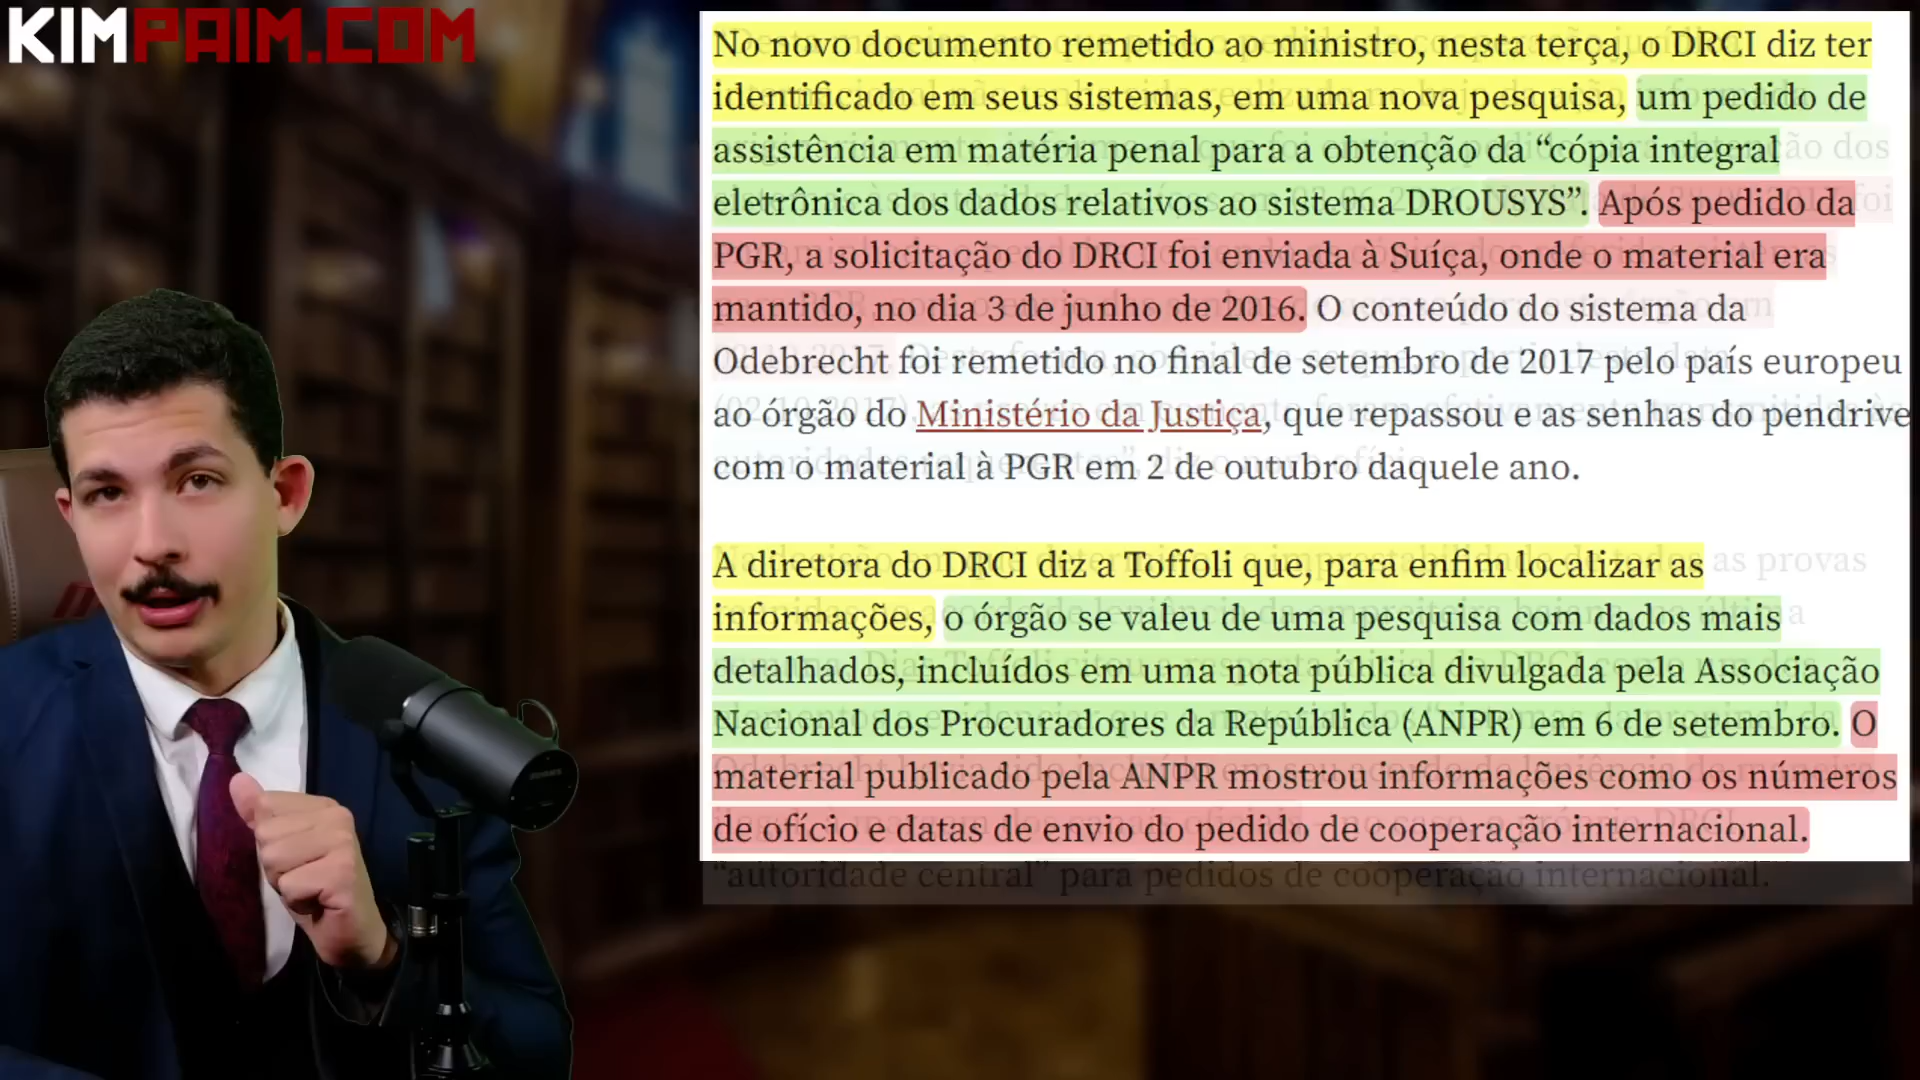 KIMPAIM.COM
No novo documento remetido ao ministro, nesta terça, o DRCI diz ter
identificado em seus sistemas, em uma nova pesquisa, um pedido de
assistência em matéria penal para a obtenção da “cópia integral
eletrônica dos dados relativos ao sistema DROUSYS”. Após pedido da
PGR, a solicitação do DRCI foi enviada à Suíça, onde o material era
mantido, no dia 3 de junho de 2016. O conteúdo do sistema da
Odebrecht foi remetido no final de setembro de 2017 pelo país europeu
ao órgão do Ministério da Justiça, que repassou e as senhas do pendrive
com o material à PGR em 2 de outubro daquele ano.
A diretora do DRCI diz a Toffoli que, para enfim localizar as
informações, o órgão se valeu de uma pesquisa com dados mais
detalhados, incluídos em uma nota pública divulgada pela Associação
Nacional dos Procuradores da República (ANPR) em 6 de setembro. O
material publicado pela ANPR mostrou informações como os números
de ofício e datas de envio do pedido de cooperação internacional.
“autoridade central” para pedidos de cooperação internacional.